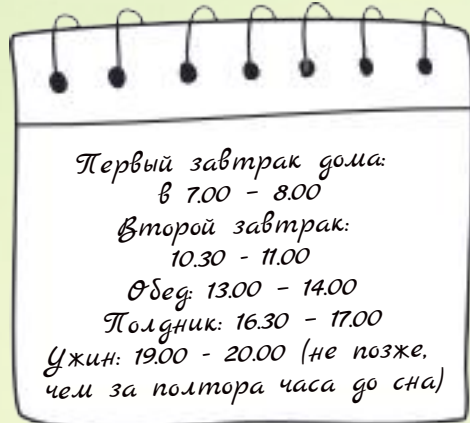 Первый завтрак дома:
в 7.00 – 8.00
Второй завтрак:
10.30 - 11.00
Обед: 13.00 – 14.00
Полдник: 16.30 – 17.00
Ужин: 19.00 - 20.00 (не позже,
чем за полтора часа до сна)